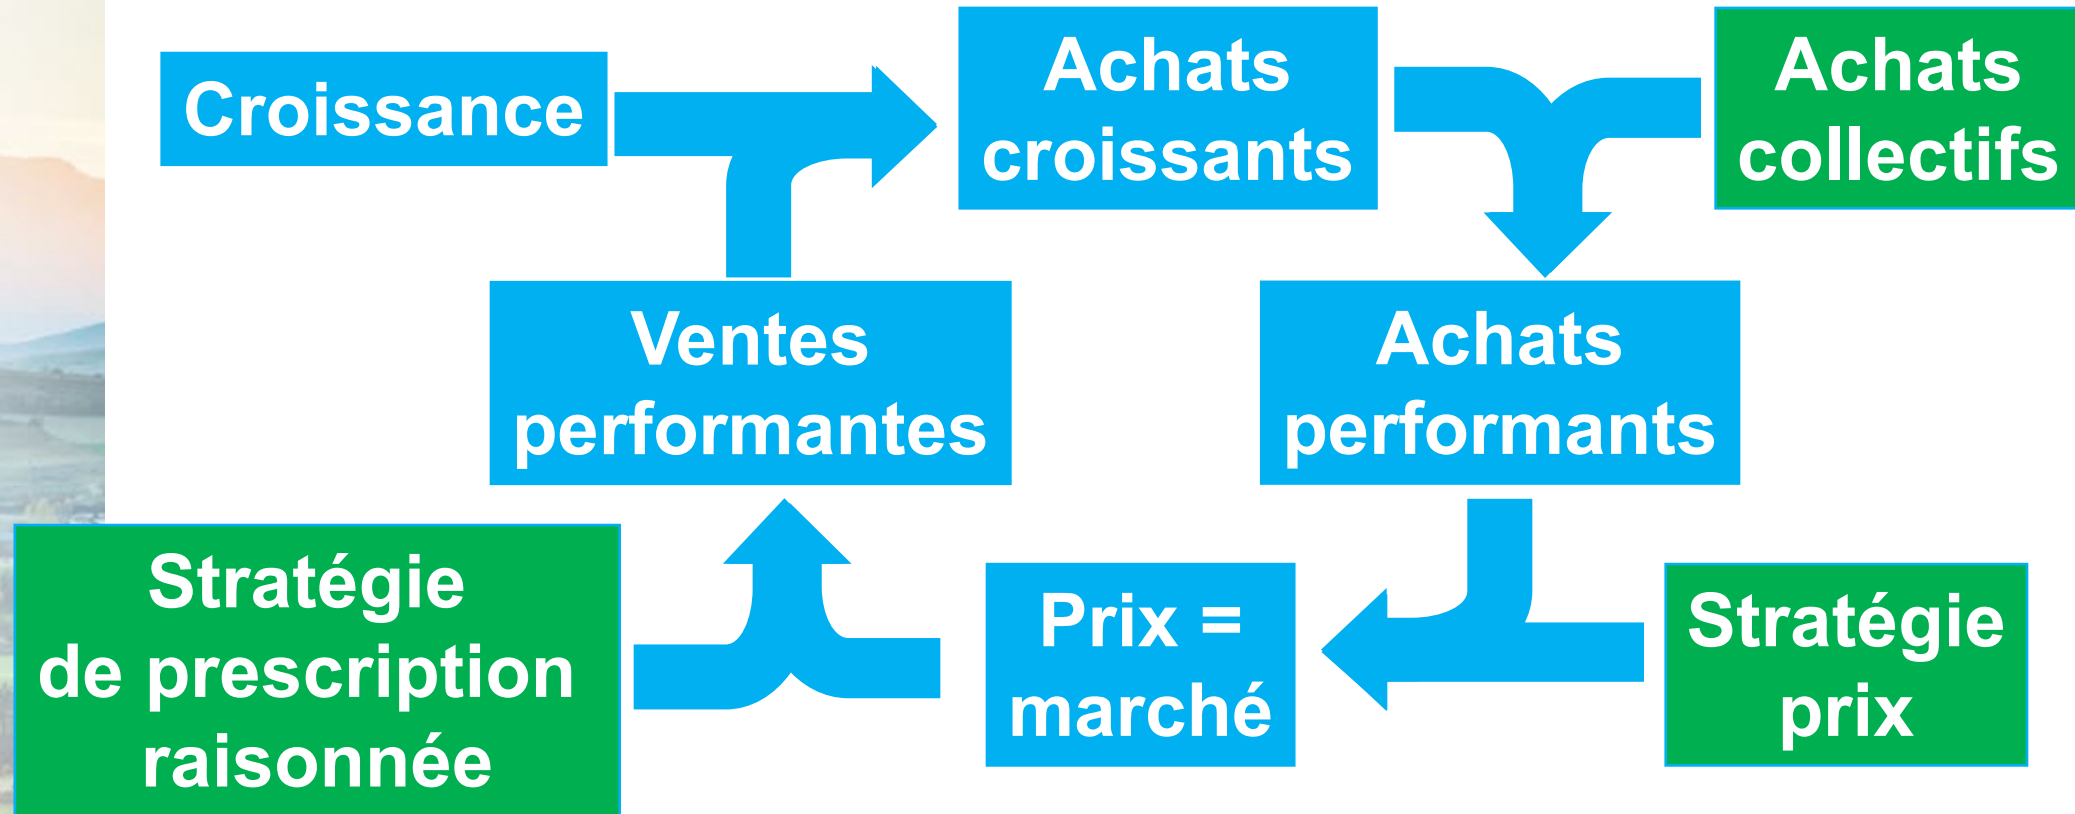 Croissance
Achats
croissants
Achats
collectifs
Ventes
performantes
Achats
performants
Stratégie
de prescription
raisonnée
Prix =
marché
Stratégie
prix